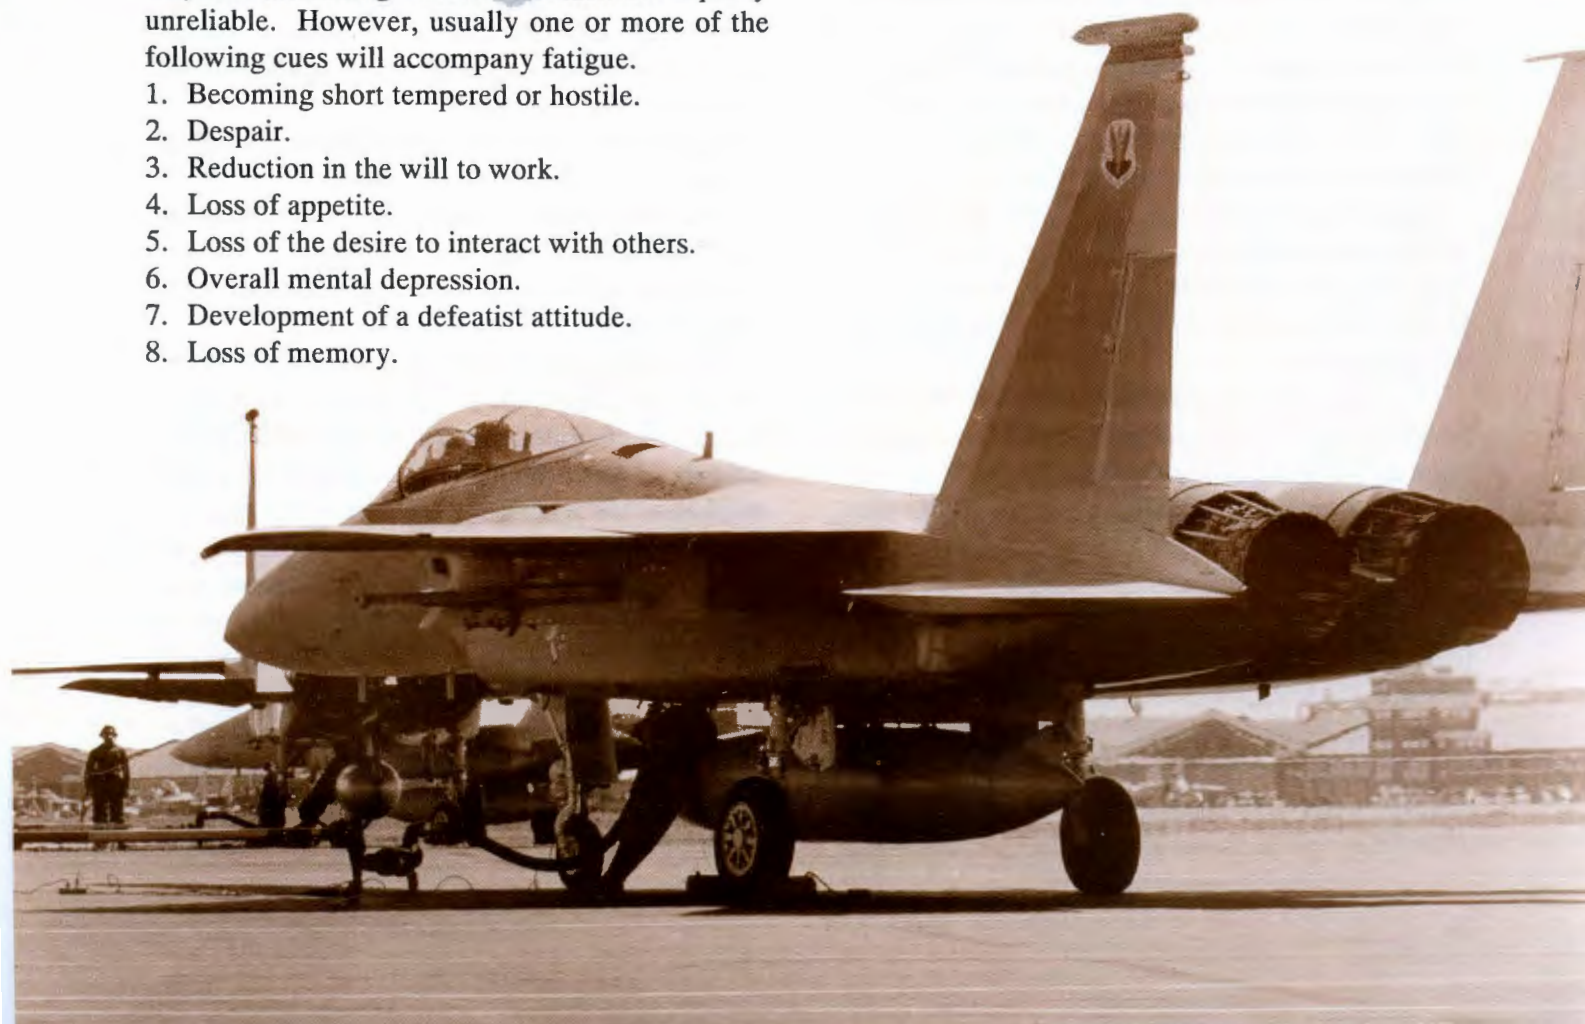 unreliable. However, usually one or more of the
following cues will accompany fatigue.
1. Becoming short tempered or hostile.
2. Despair.
3. Reduction in the will to work.
4. Loss of appetite.
5. Loss of the desire to interact with others.
6. Overall mental depression.
7. Development of a defeatist attitude.
8. Loss of memory.